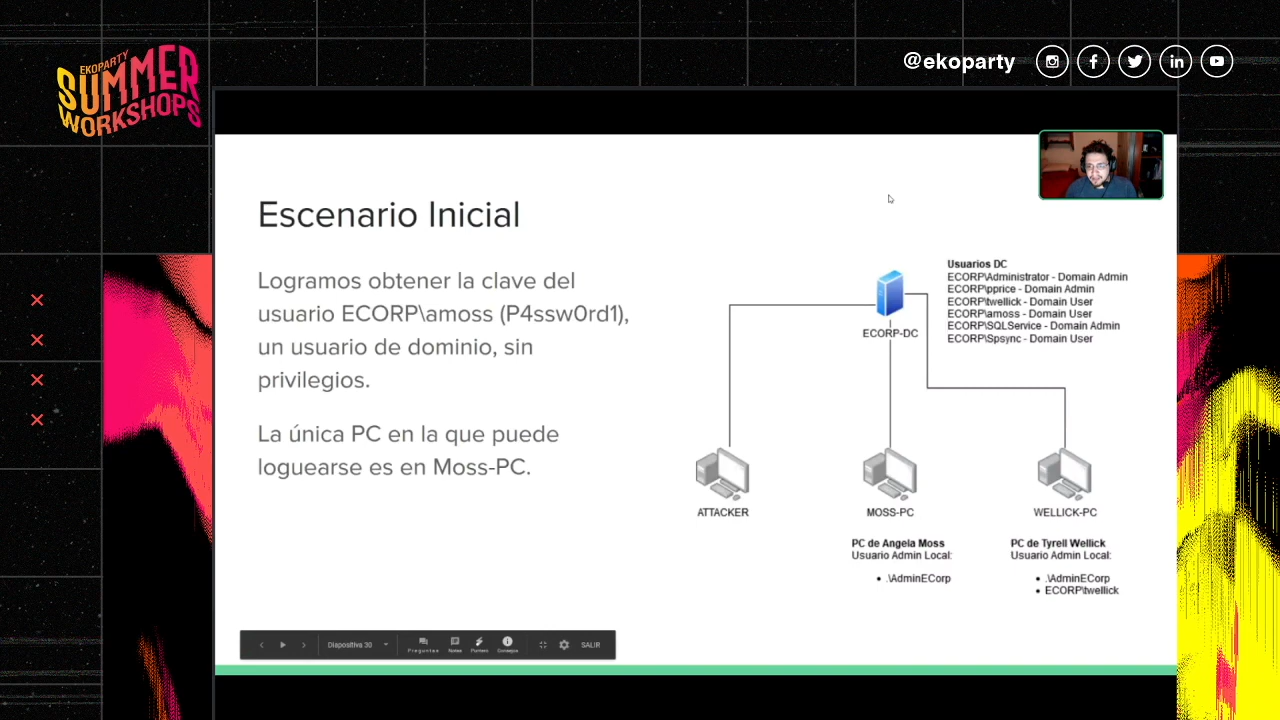 EKOPARTY
SUMMER
WORKSHOPS
@ekoparty
Escenario Inicial
Logramos obtener la clave del
usuario ECORP\amoss (P4ssw0rd1),
un usuario de dominio, sin
privilegios.
La única PC en la que puede
loguearse es en Moss-PC.
Usuarios DC
ECORP\Administrator - Domain Admin
ECORP\pprice - Domain Admin
ECORP\twellick - Domain User
ECORP\amoss - Domain User
ECORP\SQLService - Domain Admin
ECORP\Spsync - Domain User
ECORP-DC
ATTACKER
MOSS-PC
WELLICK-PC
PC de Angela Moss
Usuario Admin Local:
• .\AdminECorp
PC de Tyrell Wellick
Usuario Admin Local:
• .\AdminECorp
• ECORP\twellick
Diapositiva 30
Preguntas
Notas
Puntero
Consejos
SALIR